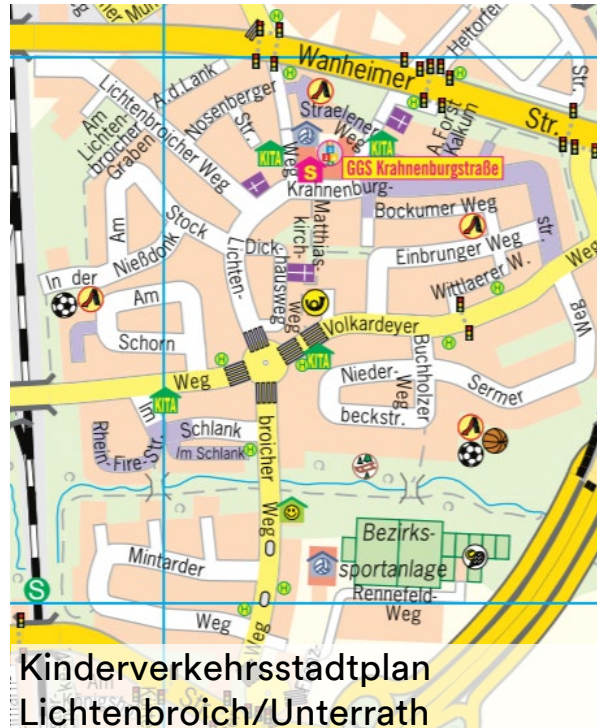 Wanheimer
Str.
Heltorfer
Str.
A.d.Lank
Lichtenbroicher Weg
Nosenberger
Str.
Am
Lichten-
broicher
Graben
Straelener
Weg
A.Forst
Kalkum
KITA
Weg
S
KITA
GGS Krahnenburgstraße
Krahnenburg-
str.
Bockumer Weg
Einbrunger Weg
Wittlaerer W.
Weg
Weg
Am
Stock
Nießdonk
In der
Lichten-
Dick-
hausweg
Matthias-
kirch-
Weg
Am
Schorn
Volkardeyer
KITA
Weg
KITA
Im
Schlank
Im Schlank
Rhein-
Fire-Str.
Nieder-
beckstr.
Buchholzer
Weg
Sermer
broicher
Weg
Bezirks-
sportanlage
Rennefeld-
Weg
Mintarder
Weg
Weg
S
Kinderverkehrsstadtplan
Lichtenbroich/Unterrath